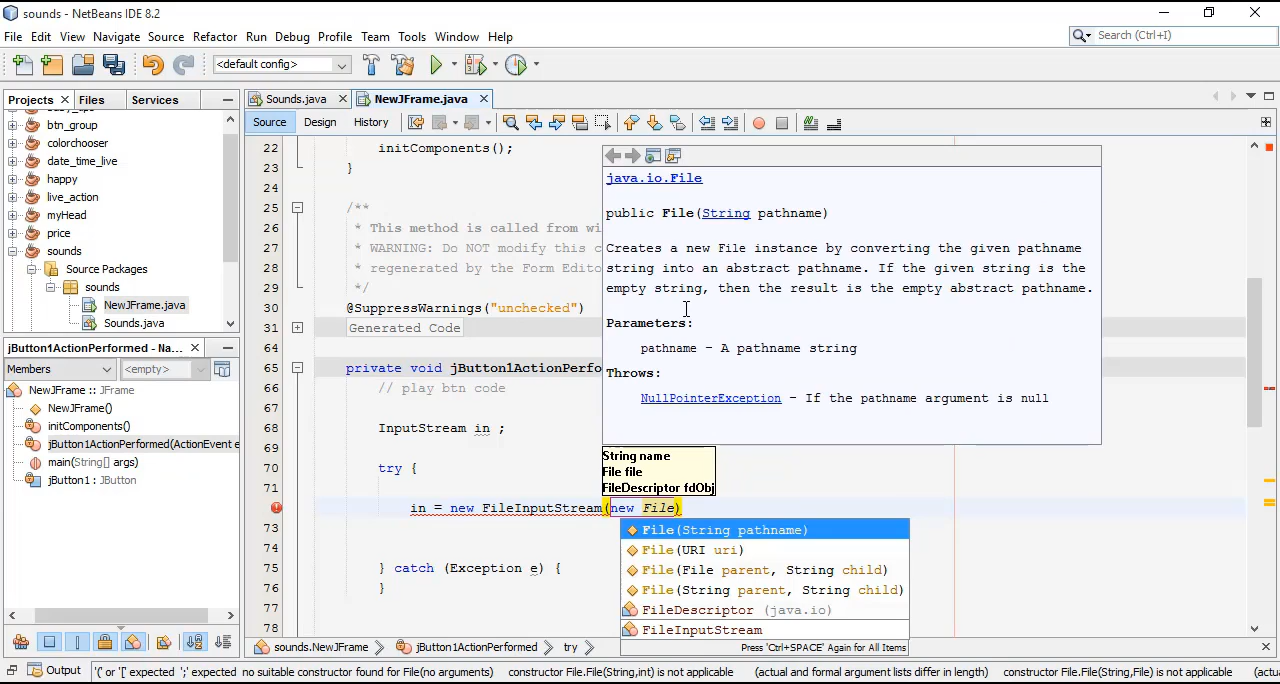 sounds - NetBeans IDE 8.2
File Edit View Navigate Source Refactor Run Debug Profile Team Tools Window Help
Search (Ctrl+I)
<default config>
Projects Files Services
btn_group
colorchooser
date_time_live
happy
live_action
myHead
price
sounds
Source Packages
sounds
NewJFrame.java
Sounds.java
jButton1ActionPerformed - Na...
Members <empty>
NewJFrame :: JFrame
NewJFrame()
initComponents()
jButton1ActionPerformed(ActionEvent e
main(String[] args)
jButton1 : JButton
Sounds.java NewJFrame.java
Source Design History
22 initComponents();
23 }
24
25 /**
26 * This method is called from wi
27 * WARNING: Do NOT modify this c
28 * regenerated by the Form Edito
29 */
30 @SuppressWarnings("unchecked")
31 Generated Code
64
65 private void jButton1ActionPerfo
66 // play btn code
67
68 InputStream in ;
69
70 try {
71
in = new FileInputStream(new File)
73
74
75 } catch (Exception e) {
76 }
77
78
java.io.File
public File(String pathname)
Creates a new File instance by converting the given pathname
string into an abstract pathname. If the given string is the
empty string, then the result is the empty abstract pathname.
Parameters:
pathname - A pathname string
Throws:
NullPointerException - If the pathname argument is null
String name
File file
FileDescriptor fdObj
File(String pathname)
File(URI uri)
File(File parent, String child)
File(String parent, String child)
FileDescriptor (java.io)
FileInputStream
Press 'Ctrl+SPACE' Again for All Items
sounds.NewJFrame jButton1ActionPerformed try
Output '(' or '[' expected ';' expected no suitable constructor found for File(no arguments) constructor File.File(String,int) is not applicable (actual and formal argument lists differ in length) constructor File.File(String,File) is not applicable (actu